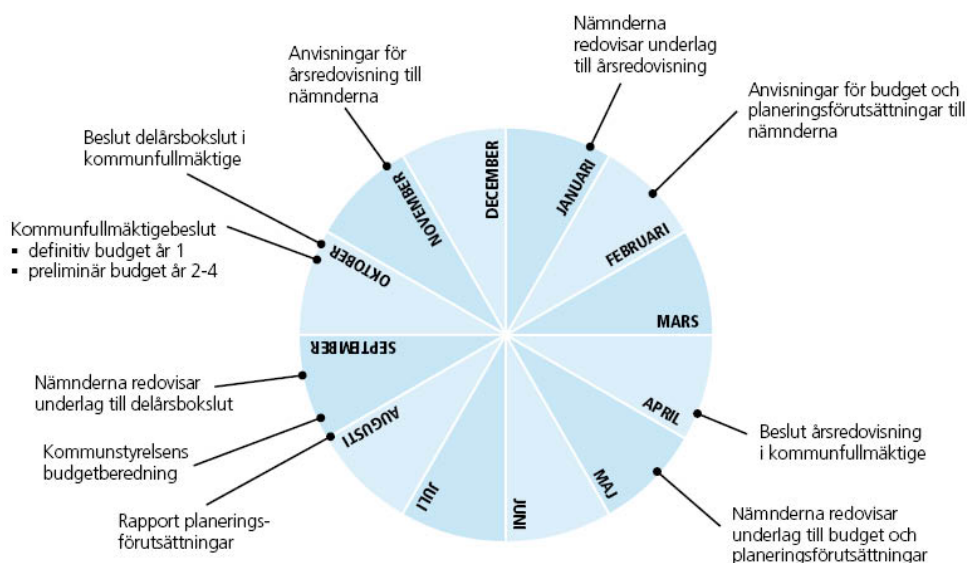 Nämnderna
redovisar underlag
till årsredovisning
Anvisningar för budget och
planeringsförutsättningar till
nämnderna
Beslut årsredovisning
i kommunfullmäktige
Nämnderna redovisar
underlag till budget och
planeringsförutsättningar
Rapport planerings-
förutsättningar
Kommunstyrelsens
budgetberedning
Nämnderna redovisar
underlag till delårsbokslut
Kommunfullmäktigebeslut
▪ definitiv budget år 1
▪ preliminär budget år 2-4
Beslut delårsbokslut i
kommunfullmäktige
Anvisningar för
årsredovisning till
nämnderna
JANUARI
FEBRUARI
MARS
APRIL
MAJ
JUNI
JULI
AUGUSTI
SEPTEMBER
OKTOBER
NOVEMBER
DECEMBER